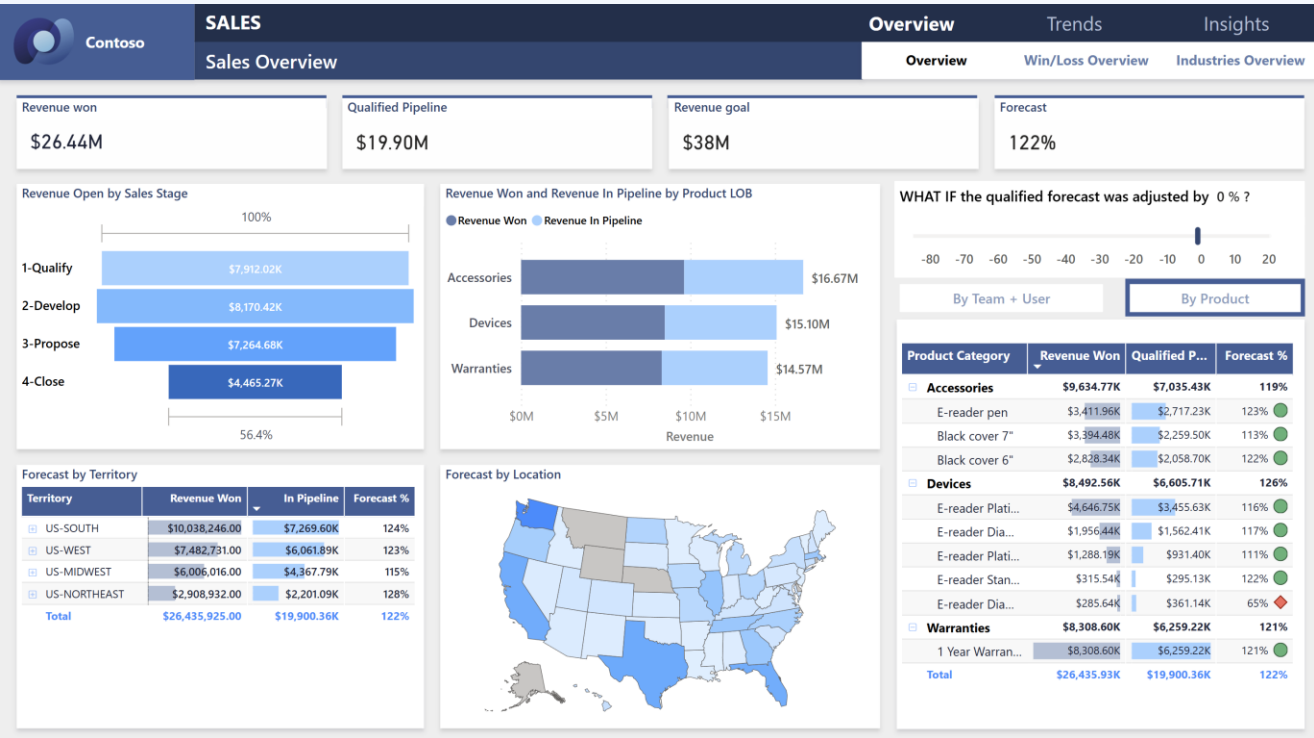 Contoso
SALES
Overview Trends Insights
Sales Overview
Overview Win/Loss Overview Industries Overview
Revenue won
$26.44M
Qualified Pipeline
$19.90M
Revenue goal
$38M
Forecast
122%
Revenue Open by Sales Stage
100%
1-Qualify $7,912.02K
2-Develop $8,170.42K
3-Propose $7,264.68K
4-Close $4,465.27K
56.4%
Revenue Won and Revenue In Pipeline by Product LOB
Revenue Won Revenue In Pipeline
Accessories $16.67M
Devices $15.10M
Warranties $14.57M
$0M $5M $10M $15M
Revenue
WHAT IF the qualified forecast was adjusted by 0 % ?
-80 -70 -60 -50 -40 -30 -20 -10 0 10 20
By Team + User By Product
Product Category Revenue Won Qualified P... Forecast %
Accessories $9,634.77K $7,035.43K 119%
E-reader pen $3,411.96K $2,717.23K 123%
Black cover 7" $3,394.48K $2,259.50K 113%
Black cover 6" $2,828.34K $2,058.70K 122%
Devices $8,492.56K $6,605.71K 126%
E-reader Plati... $4,646.75K $3,455.63K 116%
E-reader Dia... $1,956.44K $1,562.41K 117%
E-reader Plati... $1,288.19K $931.40K 111%
E-reader Stan... $315.54K $295.13K 122%
E-reader Dia... $285.64K $361.14K 65%
Warranties $8,308.60K $6,259.22K 121%
1 Year Warran... $8,308.60K $6,259.22K 121%
Total $26,435.93K $19,900.36K 122%
Forecast by Territory
Territory Revenue Won In Pipeline Forecast %
US-SOUTH $10,038,246.00 $7,269.60K 124%
US-WEST $7,482,731.00 $6,061.89K 123%
US-MIDWEST $6,006,016.00 $4,367.79K 115%
US-NORTHEAST $2,908,932.00 $2,201.09K 128%
Total $26,435,925.00 $19,900.36K 122%
Forecast by Location